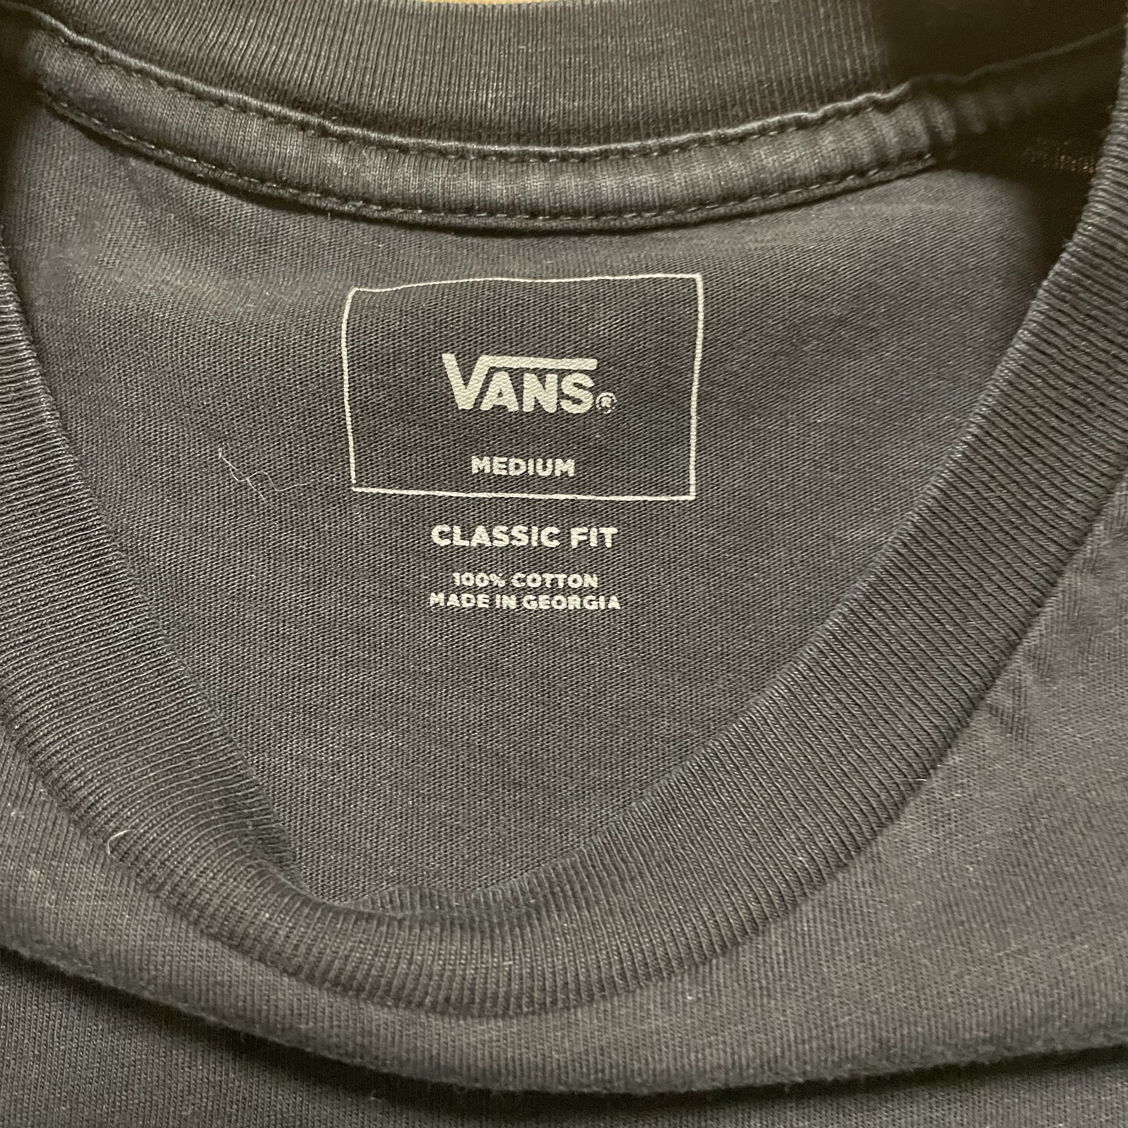 VANS®
MEDIUM
CLASSIC FIT
100% COTTON
MADE IN GEORGIA